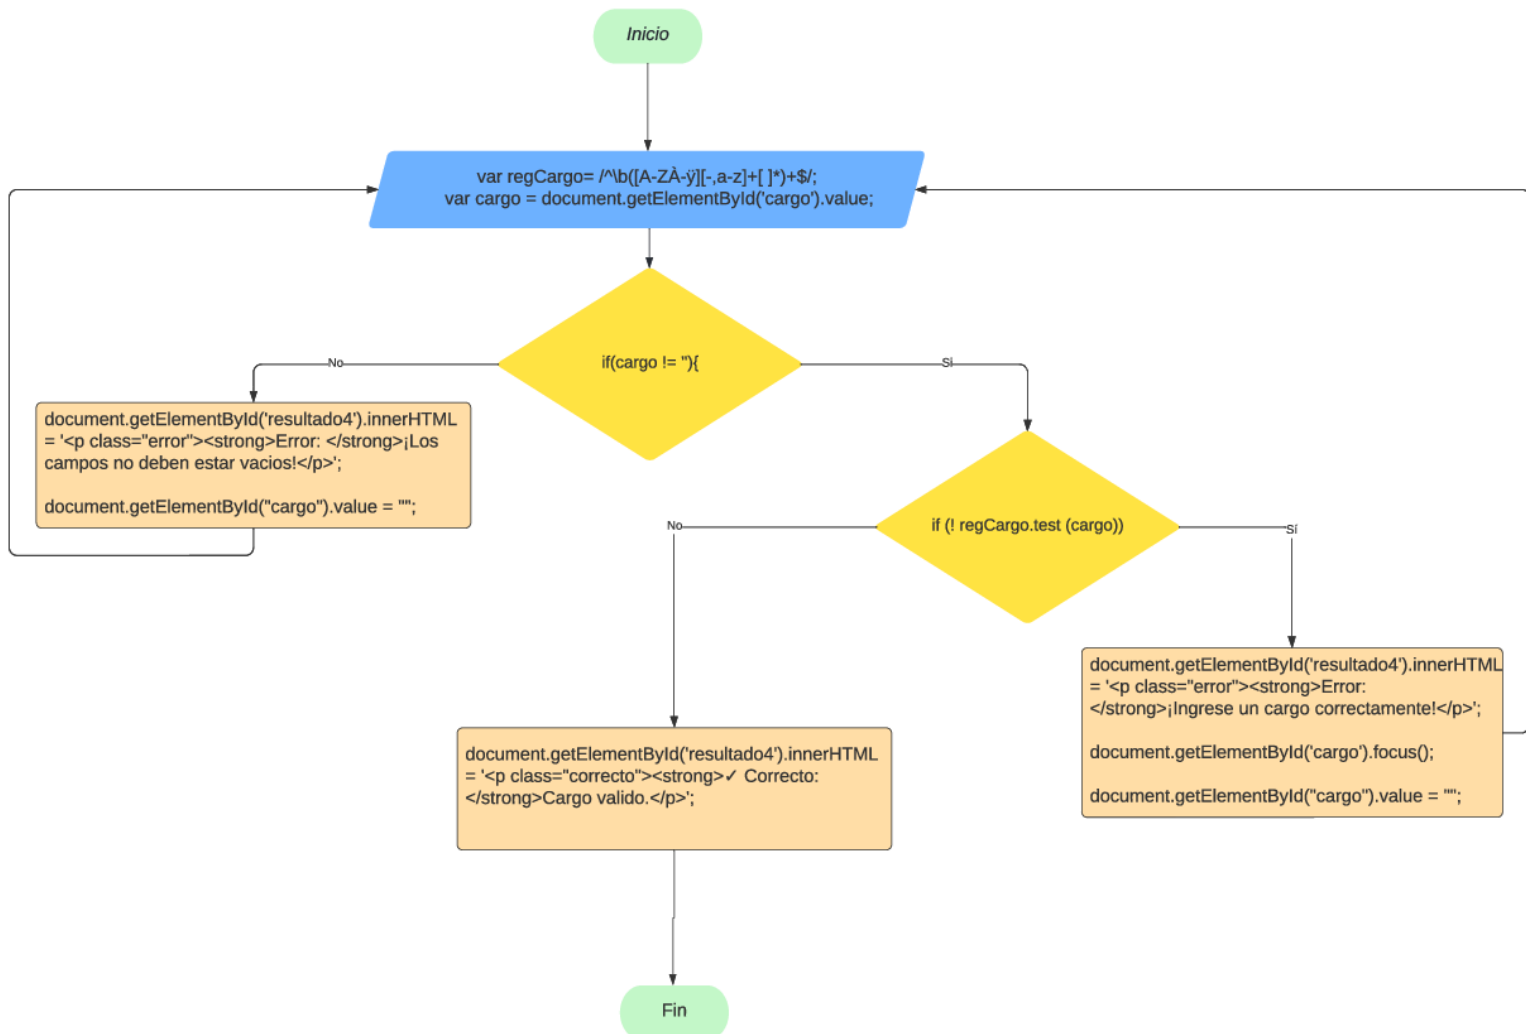 Inicio
var regCargo= /^\b([A-ZÀ-ÿ][-,a-z]+[ ]*)+$/;
var cargo = document.getElementById('cargo').value;
if(cargo != ''){
No
Si
document.getElementById('resultado4').innerHTML
= '<p class="error"><strong>Error: </strong>¡Los
campos no deben estar vacios!</p>';
document.getElementById("cargo").value = "";
if (! regCargo.test (cargo))
No
Sí
document.getElementById('resultado4').innerHTML
= '<p class="error"><strong>Error:
</strong>¡Ingrese un cargo correctamente!</p>';
document.getElementById('cargo').focus();
document.getElementById("cargo").value = "";
document.getElementById('resultado4').innerHTML
= '<p class="correcto"><strong>✓ Correcto:
</strong>Cargo valido.</p>';
Fin